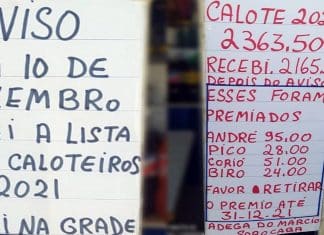 VISO
10 DE
EMBRO
I A LISTA
CALOTEIROS
2021
NA GRADE
CALOTE 202
2363,50
RECEBI. 2165
DEPOIS DO AVISO
ESSES FORAM
PREMIADOS
ANDRÉ 95,00
PICO 28,00
CORIÓ 51,00
BIRO 24,00
FAVOR RETIRAR
O PREMIO ATÉ
31-12-21
ADEGA DO MARCIO
SOROCABA